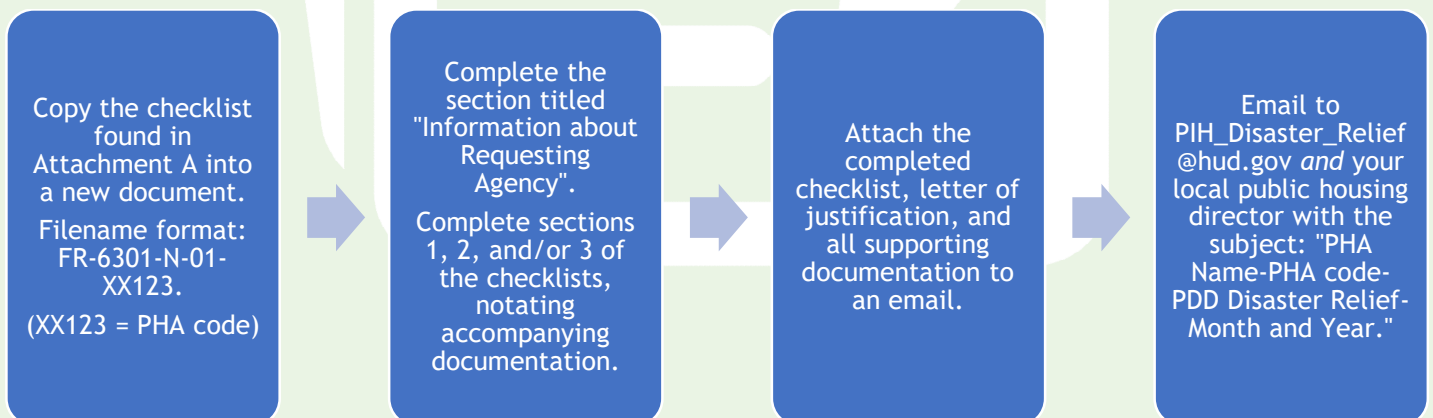 Copy the checklist
found in
Attachment A into
a new document.
Filename format:
FR-6301-N-01-
XX123.
(XX123 = PHA code)
Complete the
section titled
"Information about
Requesting
Agency".
Complete sections
1, 2, and/or 3 of
the checklists,
notating
accompanying
documentation.
Attach the
completed
checklist, letter of
justification, and
all supporting
documentation to
an email.
Email to
PIH_Disaster_Relief
@hud.gov and your
local public housing
director with the
subject: "PHA
Name-PHA code-
PDD Disaster Relief-
Month and Year."